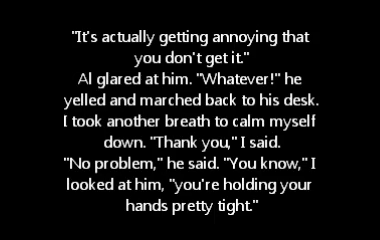 "It's actually getting annoying that
you don't get it."
Al glared at him. "Whatever!" he
yelled and marched back to his desk.
I took another breath to calm myself
down. "Thank you," I said.
"No problem," he said. "You know," I
looked at him, "you're holding your
hands pretty tight."